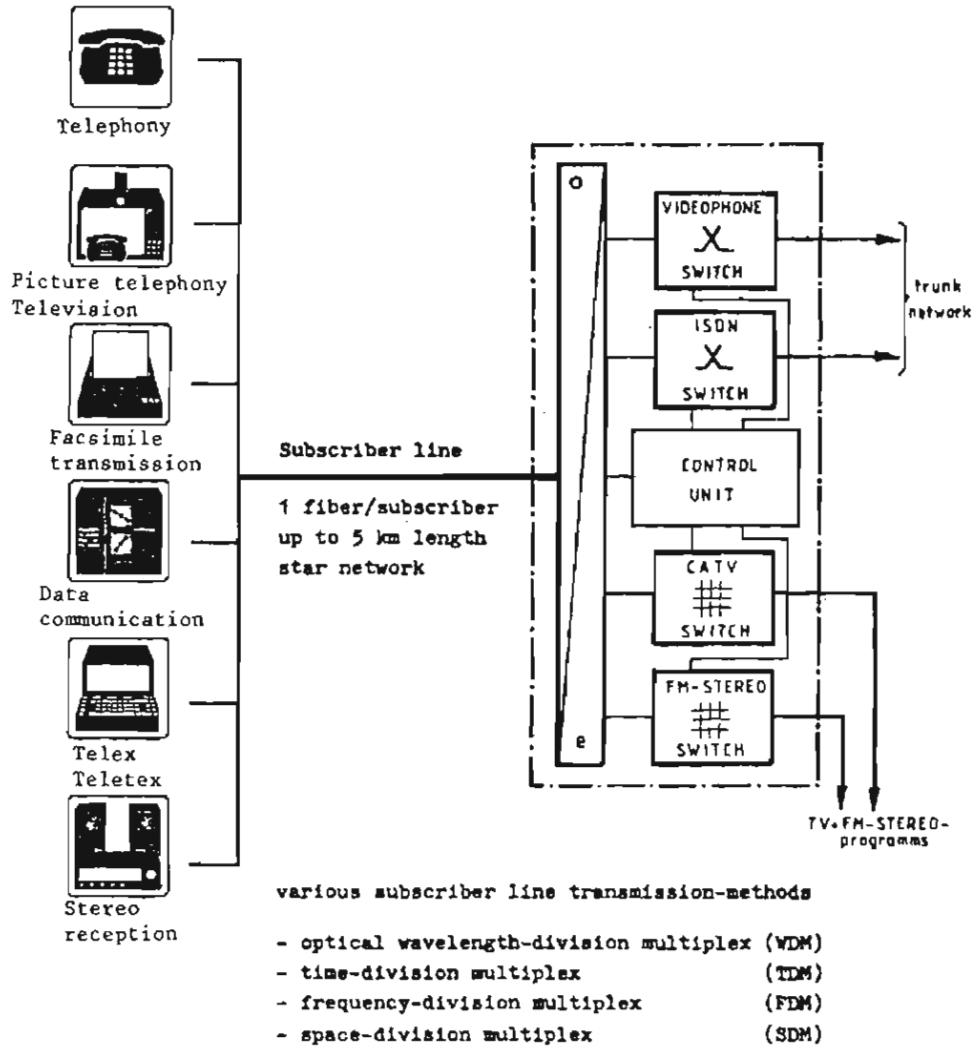 Telephony
Picture telephony
Television
Facsimile
transmission
Data
communication
Telex
Teletex
Stereo
reception
Subscriber line
1 fiber/subscriber
up to 5 km length
star network
o
e
VIDEOPHONE
SWITCH
ISDN
SWITCH
CONTROL
UNIT
CATV
SWITCH
FM-STEREO
SWITCH
trunk
network
TV+FM-STEREO-
programms
various subscriber line transmission-methods
- optical wavelength-division multiplex (WDM)
- time-division multiplex (TDM)
- frequency-division multiplex (FDM)
- space-division multiplex (SDM)